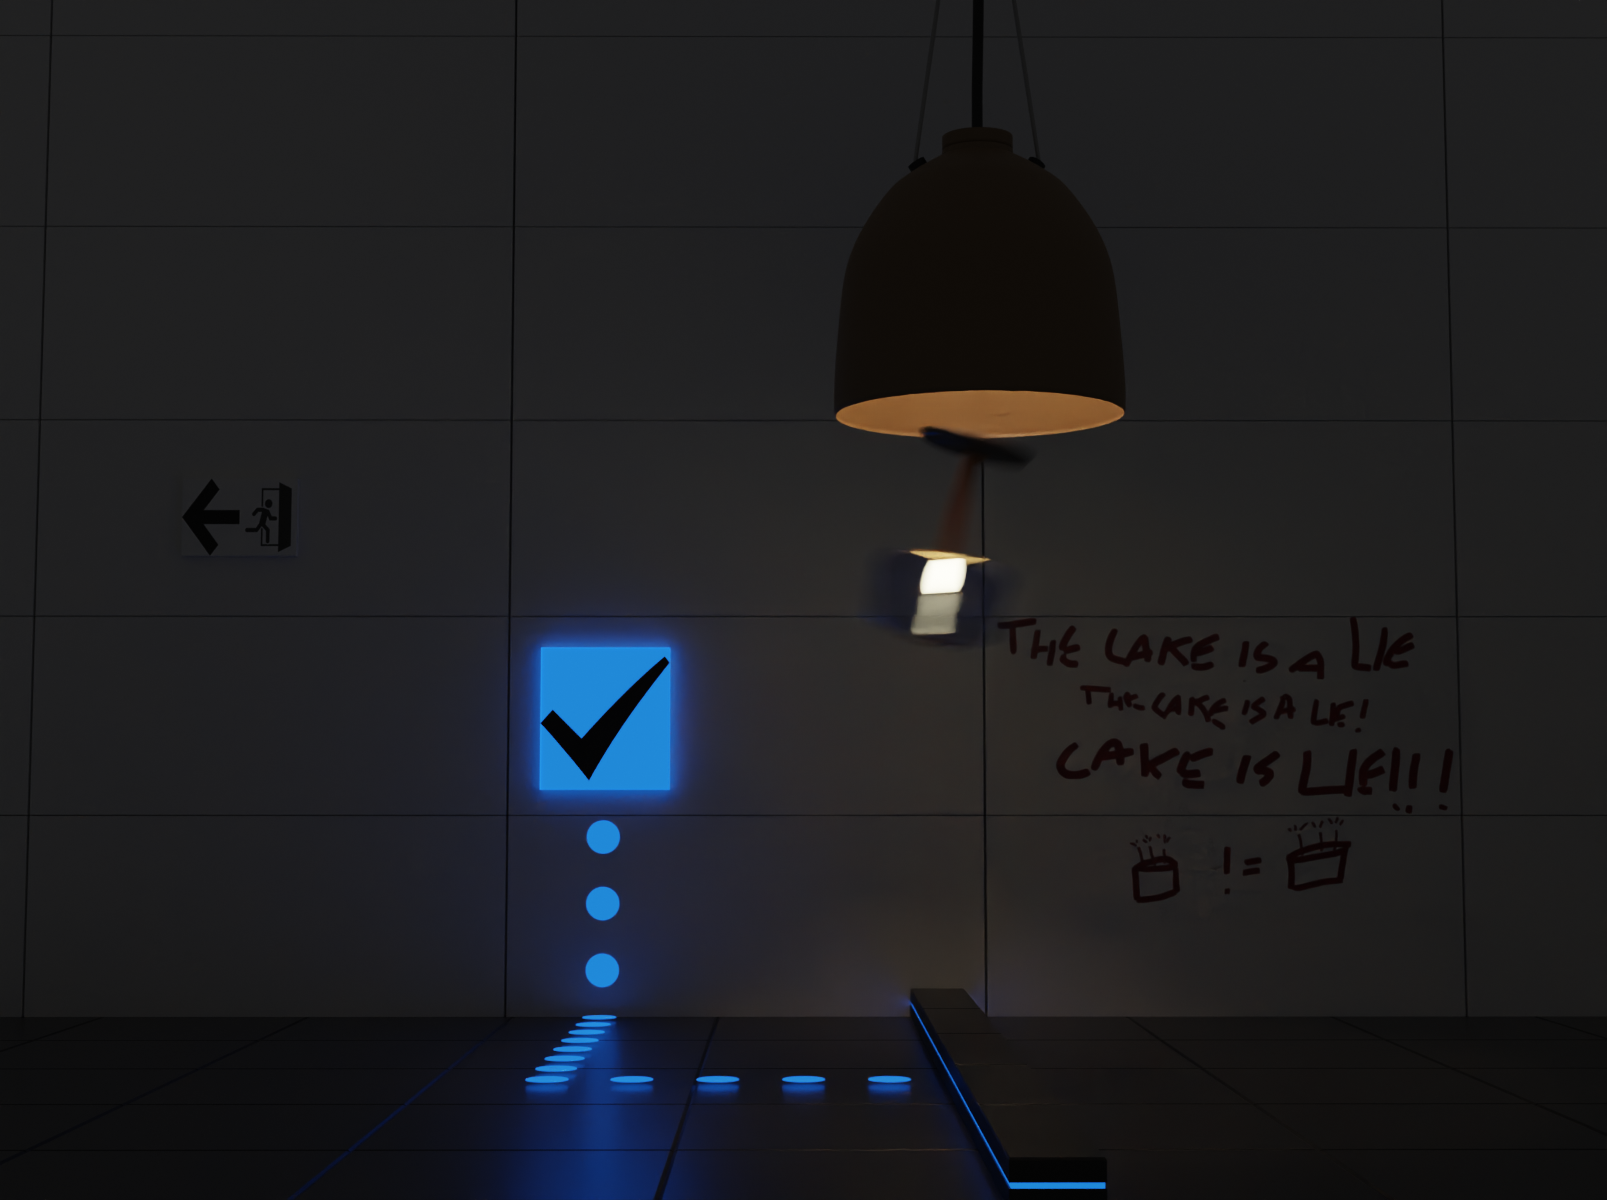 THE CAKE IS A LIE
THE CAKE IS A LIE!
CAKE IS LIE!!!
!=